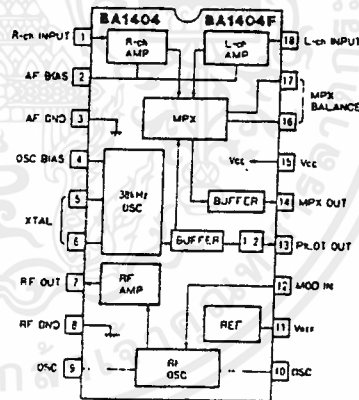 BA1404 BA1404F
R-ch INPUT 1 R-ch AMP L-ch AMP 18 L-ch INPUT
AF BIAS 2 17 MPX BALANCE
AF GND 3 MPX 16
OSC BIAS 4 Vcc 15 Vcc
XTAL 5 38kHz OSC BUFFER 14 MPX OUT
6 BUFFER 13 PILOT OUT
RF OUT 7 RF AMP 12 MOD IN
RF GND 8 REF 11
OSC 9 RF OSC 10 OSC